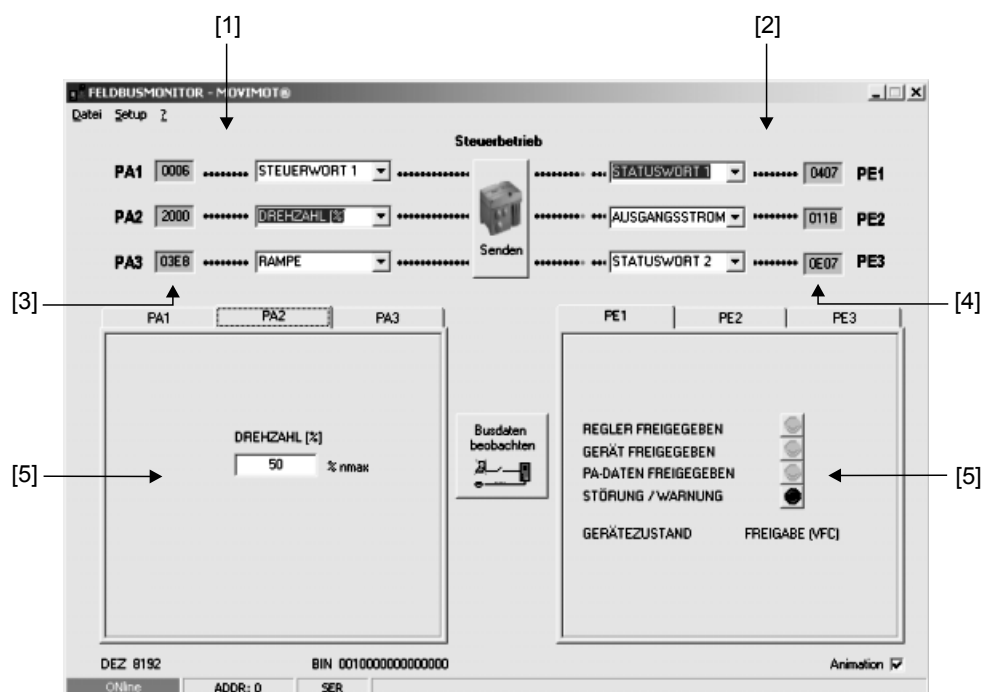 [1] [2]
FELDBUSMONITOR - MOVIMOT®
Datei Setup ?
Steuerbetrieb
PA1 0006 STEUERWORT 1 STATUSWORT 1 0407 PE1
PA2 2000 DREHZAHL [%] AUSGANGSSTROM 011B PE2
PA3 03E8 RAMPE Senden STATUSWORT 2 0E07 PE3
[3] [4]
PA1 PA2 PA3 PE1 PE2 PE3
DREHZAHL [%]
50 % nmax
Busdaten
beobachten
REGLER FREIGEGEBEN
GERÄT FREIGEGEBEN
PA-DATEN FREIGEGEBEN
STÖRUNG / WARNUNG
GERÄTEZUSTAND FREIGABE (VFC)
[5] [5]
DEZ 8192 BIN 0010000000000000 Animation
ONline ADDR: 0 SER